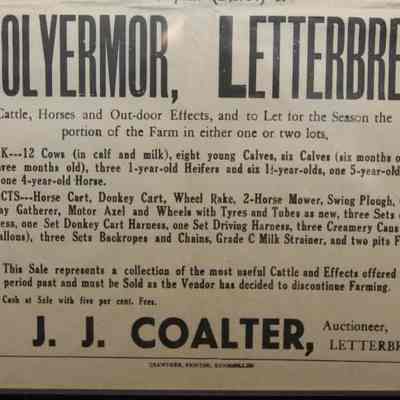 OLYERMOR, LETTERBRE
Cattle, Horses and Out-door Effects, and to Let for the Season the
portion of the Farm in either one or two lots.
K---12 Cows (in calf and milk), eight young Calves, six Calves (six months o
ree months old), three 1-year-old Heifers and six 1½-year-olds, one 5-year-old
one 4-year-old Horse.
CTS---Horse Cart, Donkey Cart, Wheel Rake, 2-Horse Mower, Swing Plough,
ay Gatherer, Motor Axel and Wheels with Tyres and Tubes as new, three Sets
ess, one Set Donkey Cart Harness, one Set Driving Harness, three Creamery Cans
allons), three Sets Backropes and Chains, Grade C Milk Strainer, and two pits
This Sale represents a collection of the most useful Cattle and Effects offered
period past and must be Sold as the Vendor has decided to discontinue Farming.
Cash at Sale with five per cent. Fees.
J. J. COALTER, Auctioneer,
LETTERBR